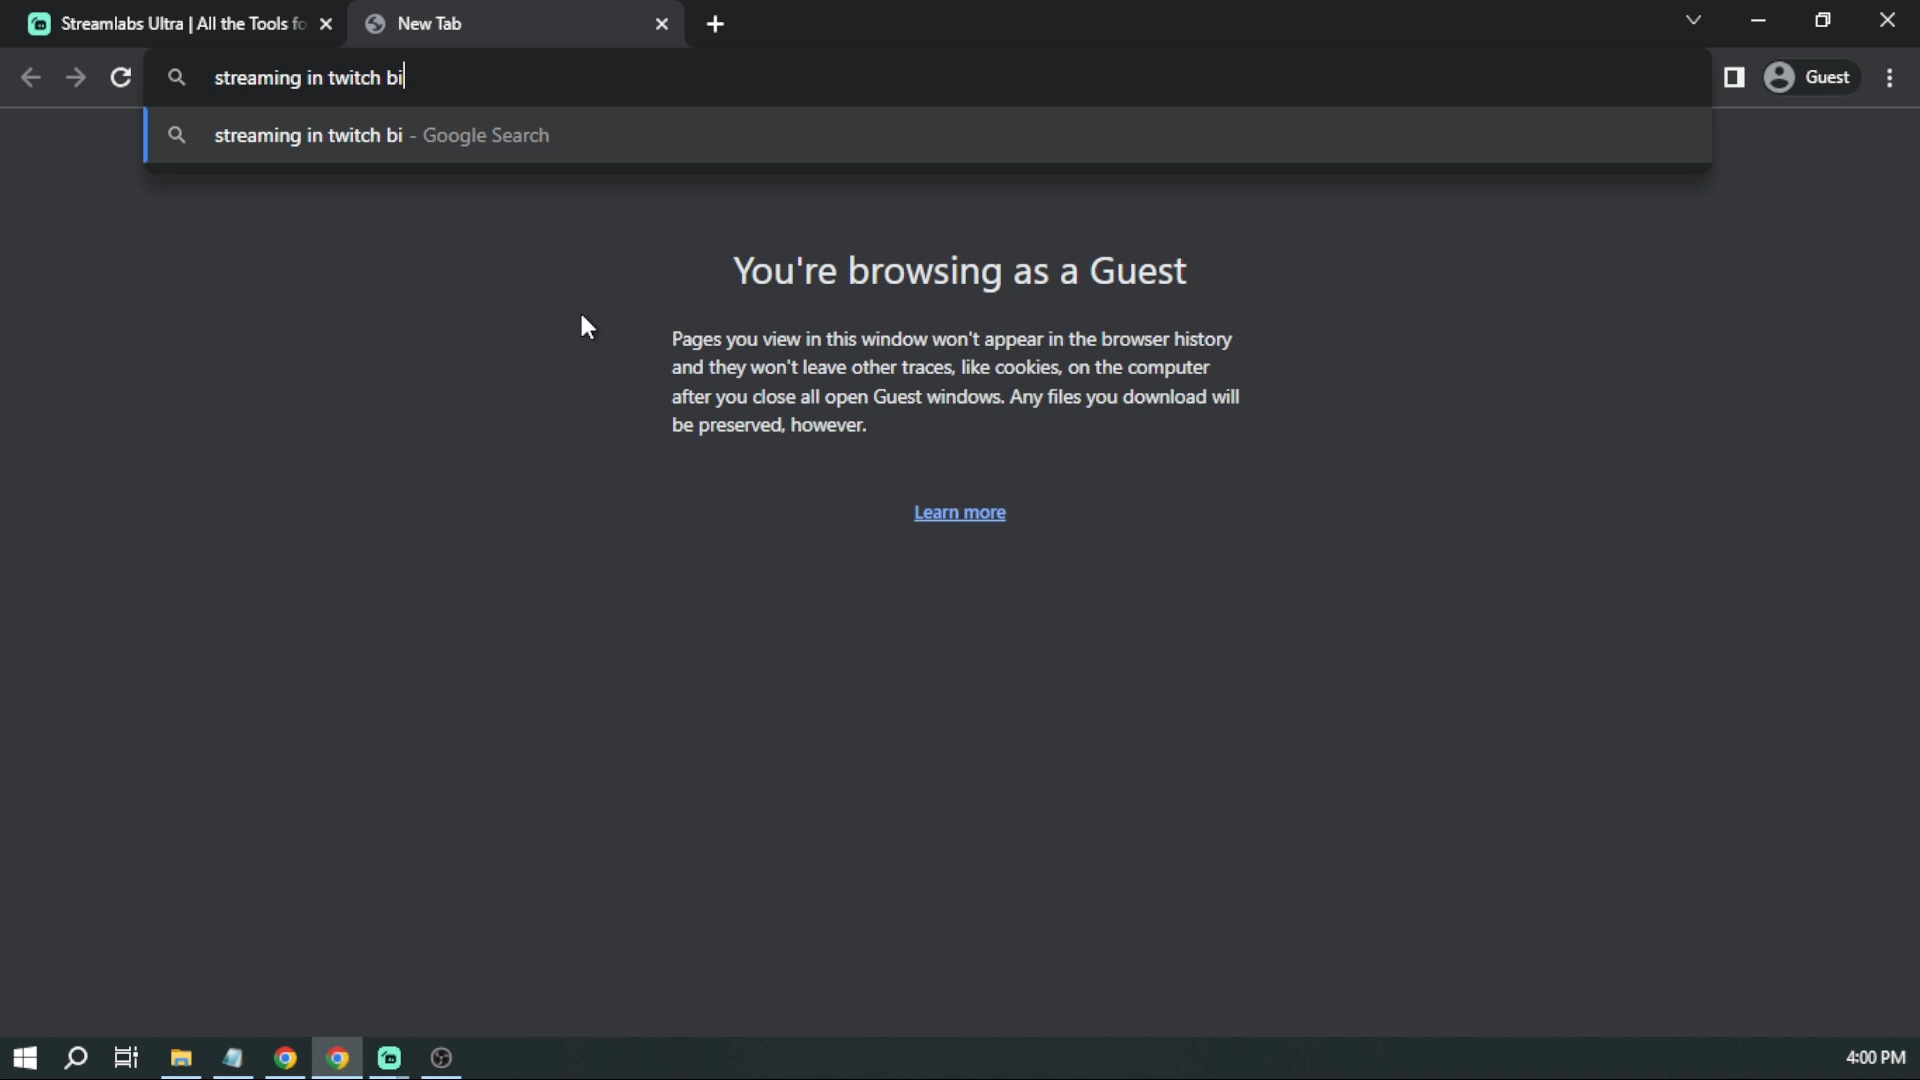 Streamlabs Ultra | All the Tools fo
New Tab
streaming in twitch bi
Guest
streaming in twitch bi - Google Search
You're browsing as a Guest
Pages you view in this window won't appear in the browser history
and they won't leave other traces, like cookies, on the computer
after you close all open Guest windows. Any files you download will
be preserved, however.
Learn more
4:00 PM